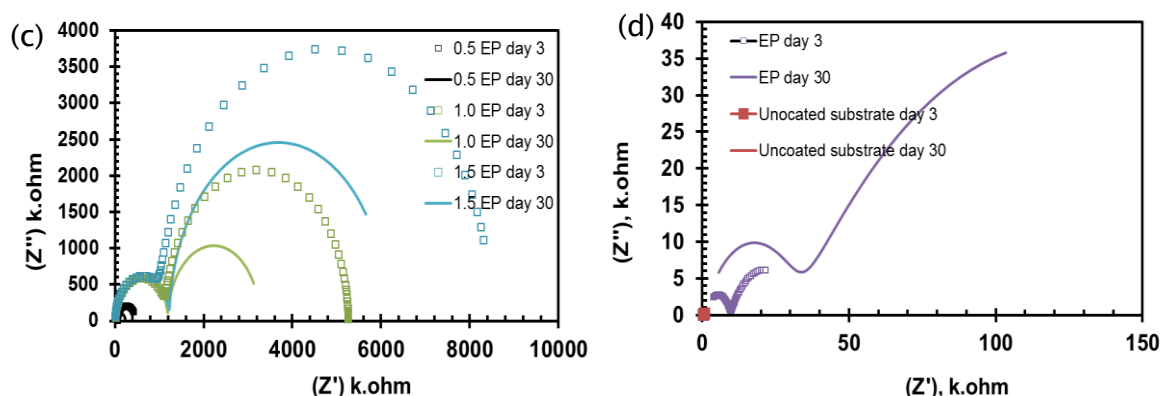 (c)
4000
3500
3000
2500
2000
1500
1000
500
0
0
2000
4000
6000
8000
10000
(Z'') k.ohm
(Z') k.ohm
0.5 EP day 3
0.5 EP day 30
1.0 EP day 3
1.0 EP day 30
1.5 EP day 3
1.5 EP day 30
(d)
40
35
30
25
20
15
10
5
0
0
50
100
150
(Z''), k.ohm
(Z'), k.ohm
EP day 3
EP day 30
Unocated substrate day 3
Uncoated substrate day 30